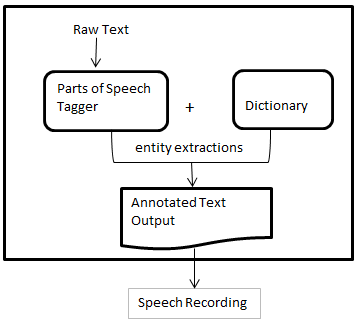 Raw Text
Parts of Speech
Tagger
+
Dictionary
entity extractions
Annotated Text
Output
Speech Recording